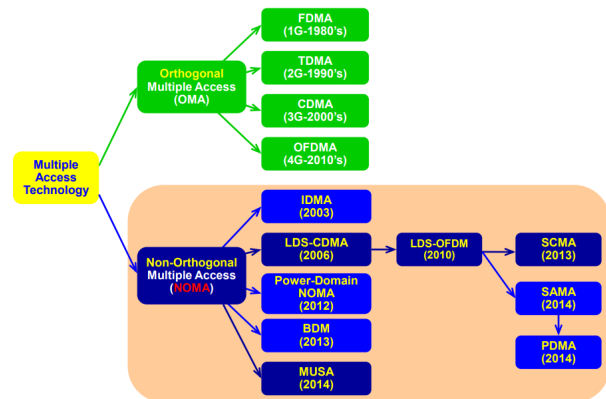 FDMA
(1G-1980's)
Orthogonal
Multiple Access
(OMA)
TDMA
(2G-1990's)
CDMA
(3G-2000's)
OFDMA
(4G-2010's)
Multiple
Access
Technology
IDMA
(2003)
Non-Orthogonal
Multiple Access
(NOMA)
LDS-CDMA
(2006)
LDS-OFDM
(2010)
SCMA
(2013)
Power-Domain
NOMA
(2012)
SAMA
(2014)
BDM
(2013)
PDMA
(2014)
MUSA
(2014)